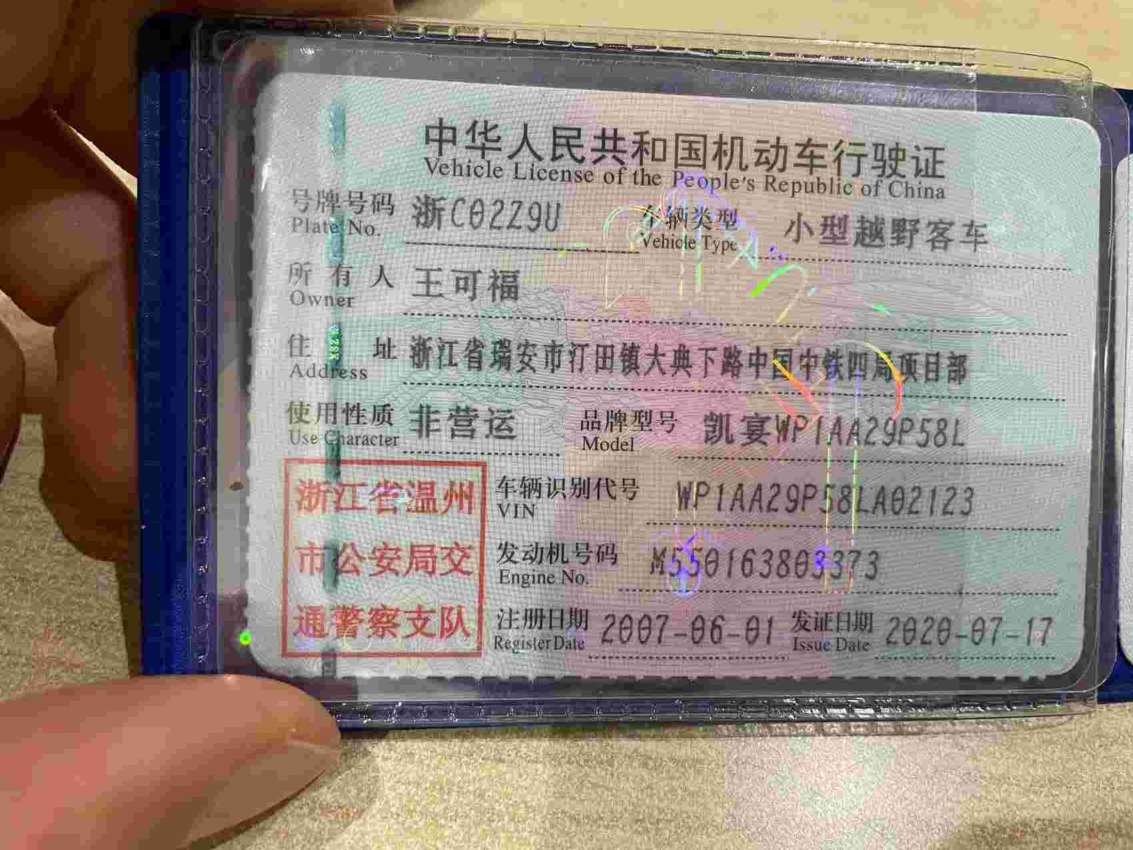 中华人民共和国机动车行驶证
Vehicle License of the People's Republic of China
号牌号码 浙C02Z9U 车辆类型 小型越野客车
Plate No. Vehicle Type
所有人 王可福
Owner
住 址 浙江省瑞安市汀田镇大典下路中国中铁四局项目部
Address
使用性质 非营运 品牌型号 凯宴WP1AA29P58L
Use Character Model
浙江省温州 车辆识别代号 WP1AA29P58LA02123
VIN
市公安局交 发动机号码 M550163803373
Engine No.
通警察支队 注册日期 2007-06-01 发证日期 2020-07-17
Register Date Issue Date